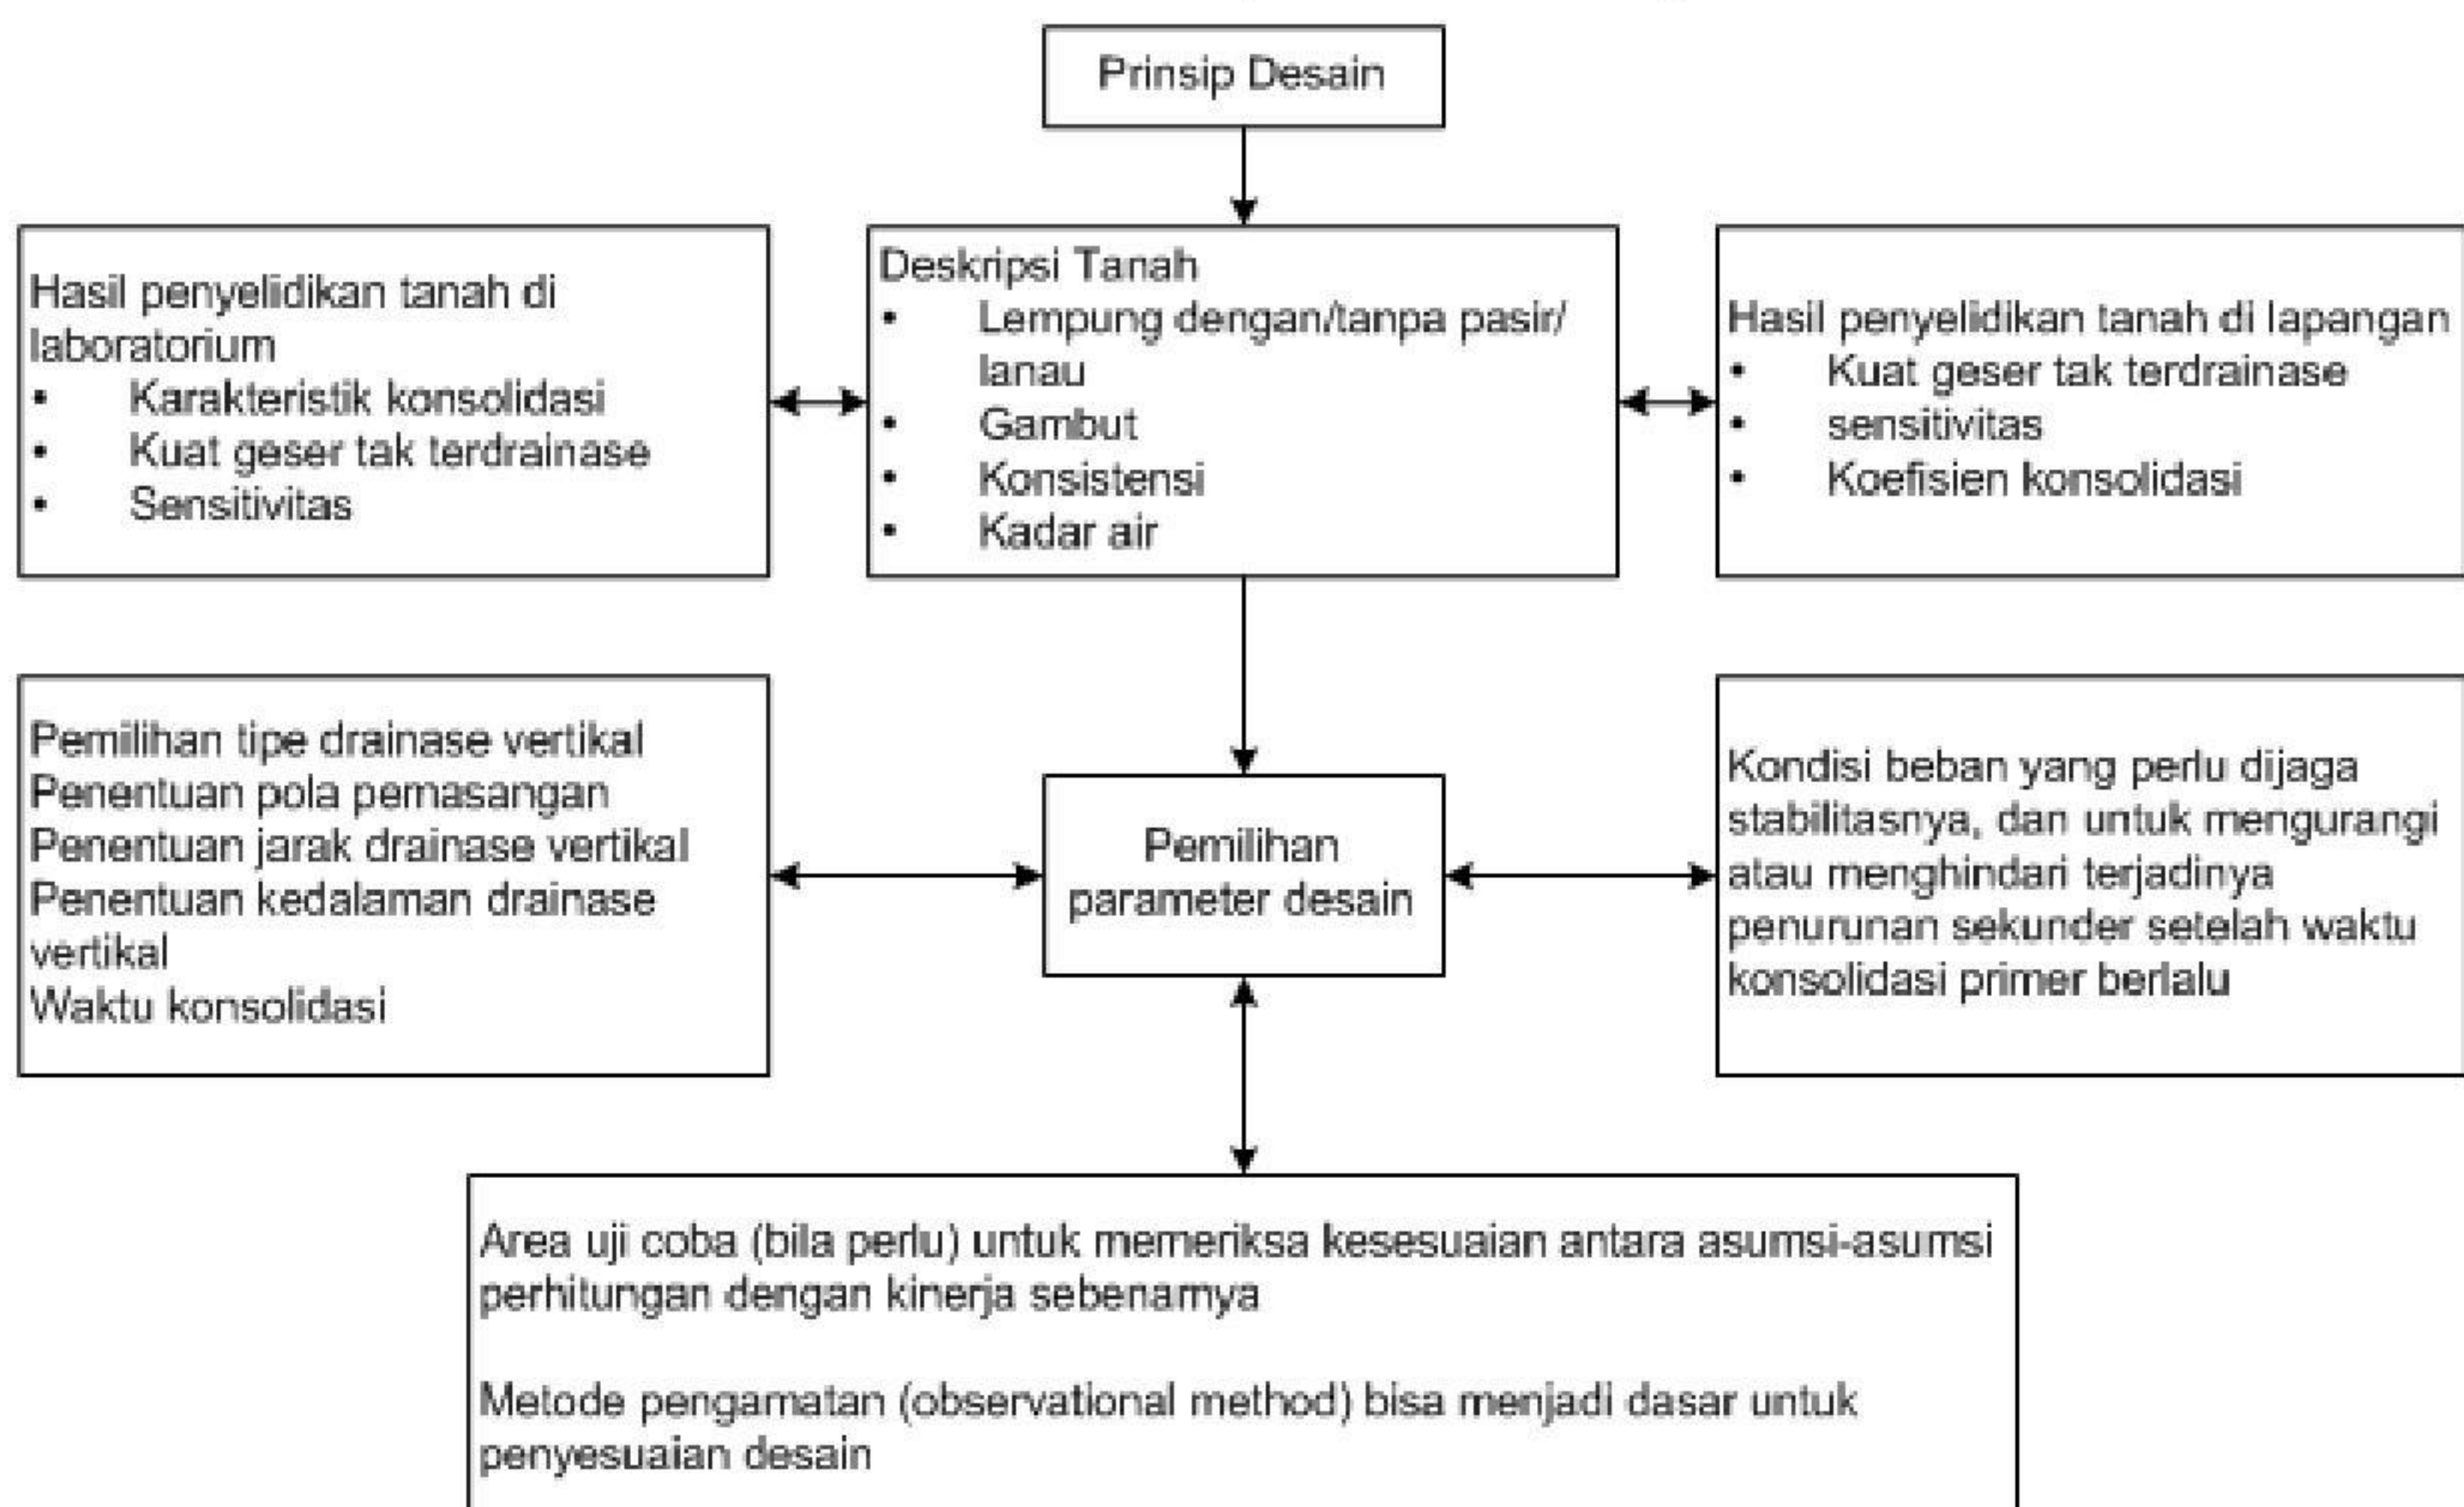 Prinsip Desain
Hasil penyelidikan tanah di
laboratorium
• Karakteristik konsolidasi
• Kuat geser tak terdrainase
• Sensitivitas
Deskripsi Tanah
• Lempung dengan/tanpa pasir/
lanau
• Gambut
• Konsistensi
• Kadar air
Hasil penyelidikan tanah di lapangan
• Kuat geser tak terdrainase
• sensitivitas
• Koefisien konsolidasi
Pemilihan tipe drainase vertikal
Penentuan pola pemasangan
Penentuan jarak drainase vertikal
Penentuan kedalaman drainase
vertikal
Waktu konsolidasi
Pemilihan
parameter desain
Kondisi beban yang perlu dijaga
stabilitasnya, dan untuk mengurangi
atau menghindari terjadinya
penurunan sekunder setelah waktu
konsolidasi primer berlalu
Area uji coba (bila perlu) untuk memeriksa kesesuaian antara asumsi-asumsi
perhitungan dengan kinerja sebenarnya
Metode pengamatan (observational method) bisa menjadi dasar untuk
penyesuaian desain